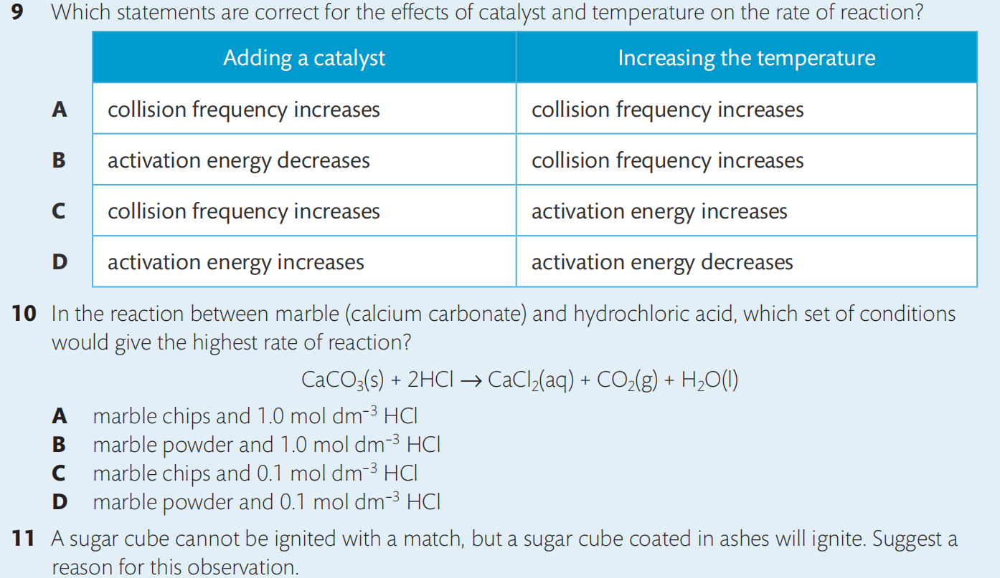 9 Which statements are correct for the effects of catalyst and temperature on the rate of reaction?
Adding a catalyst Increasing the temperature
A collision frequency increases collision frequency increases
B activation energy decreases collision frequency increases
C collision frequency increases activation energy increases
D activation energy increases activation energy decreases
10 In the reaction between marble (calcium carbonate) and hydrochloric acid, which set of conditions
would give the highest rate of reaction?
CaCO₃(s) + 2HCl → CaCl₂(aq) + CO₂(g) + H₂O(l)
A marble chips and 1.0 mol dm⁻³ HCl
B marble powder and 1.0 mol dm⁻³ HCl
C marble chips and 0.1 mol dm⁻³ HCl
D marble powder and 0.1 mol dm⁻³ HCl
11 A sugar cube cannot be ignited with a match, but a sugar cube coated in ashes will ignite. Suggest a
reason for this observation.